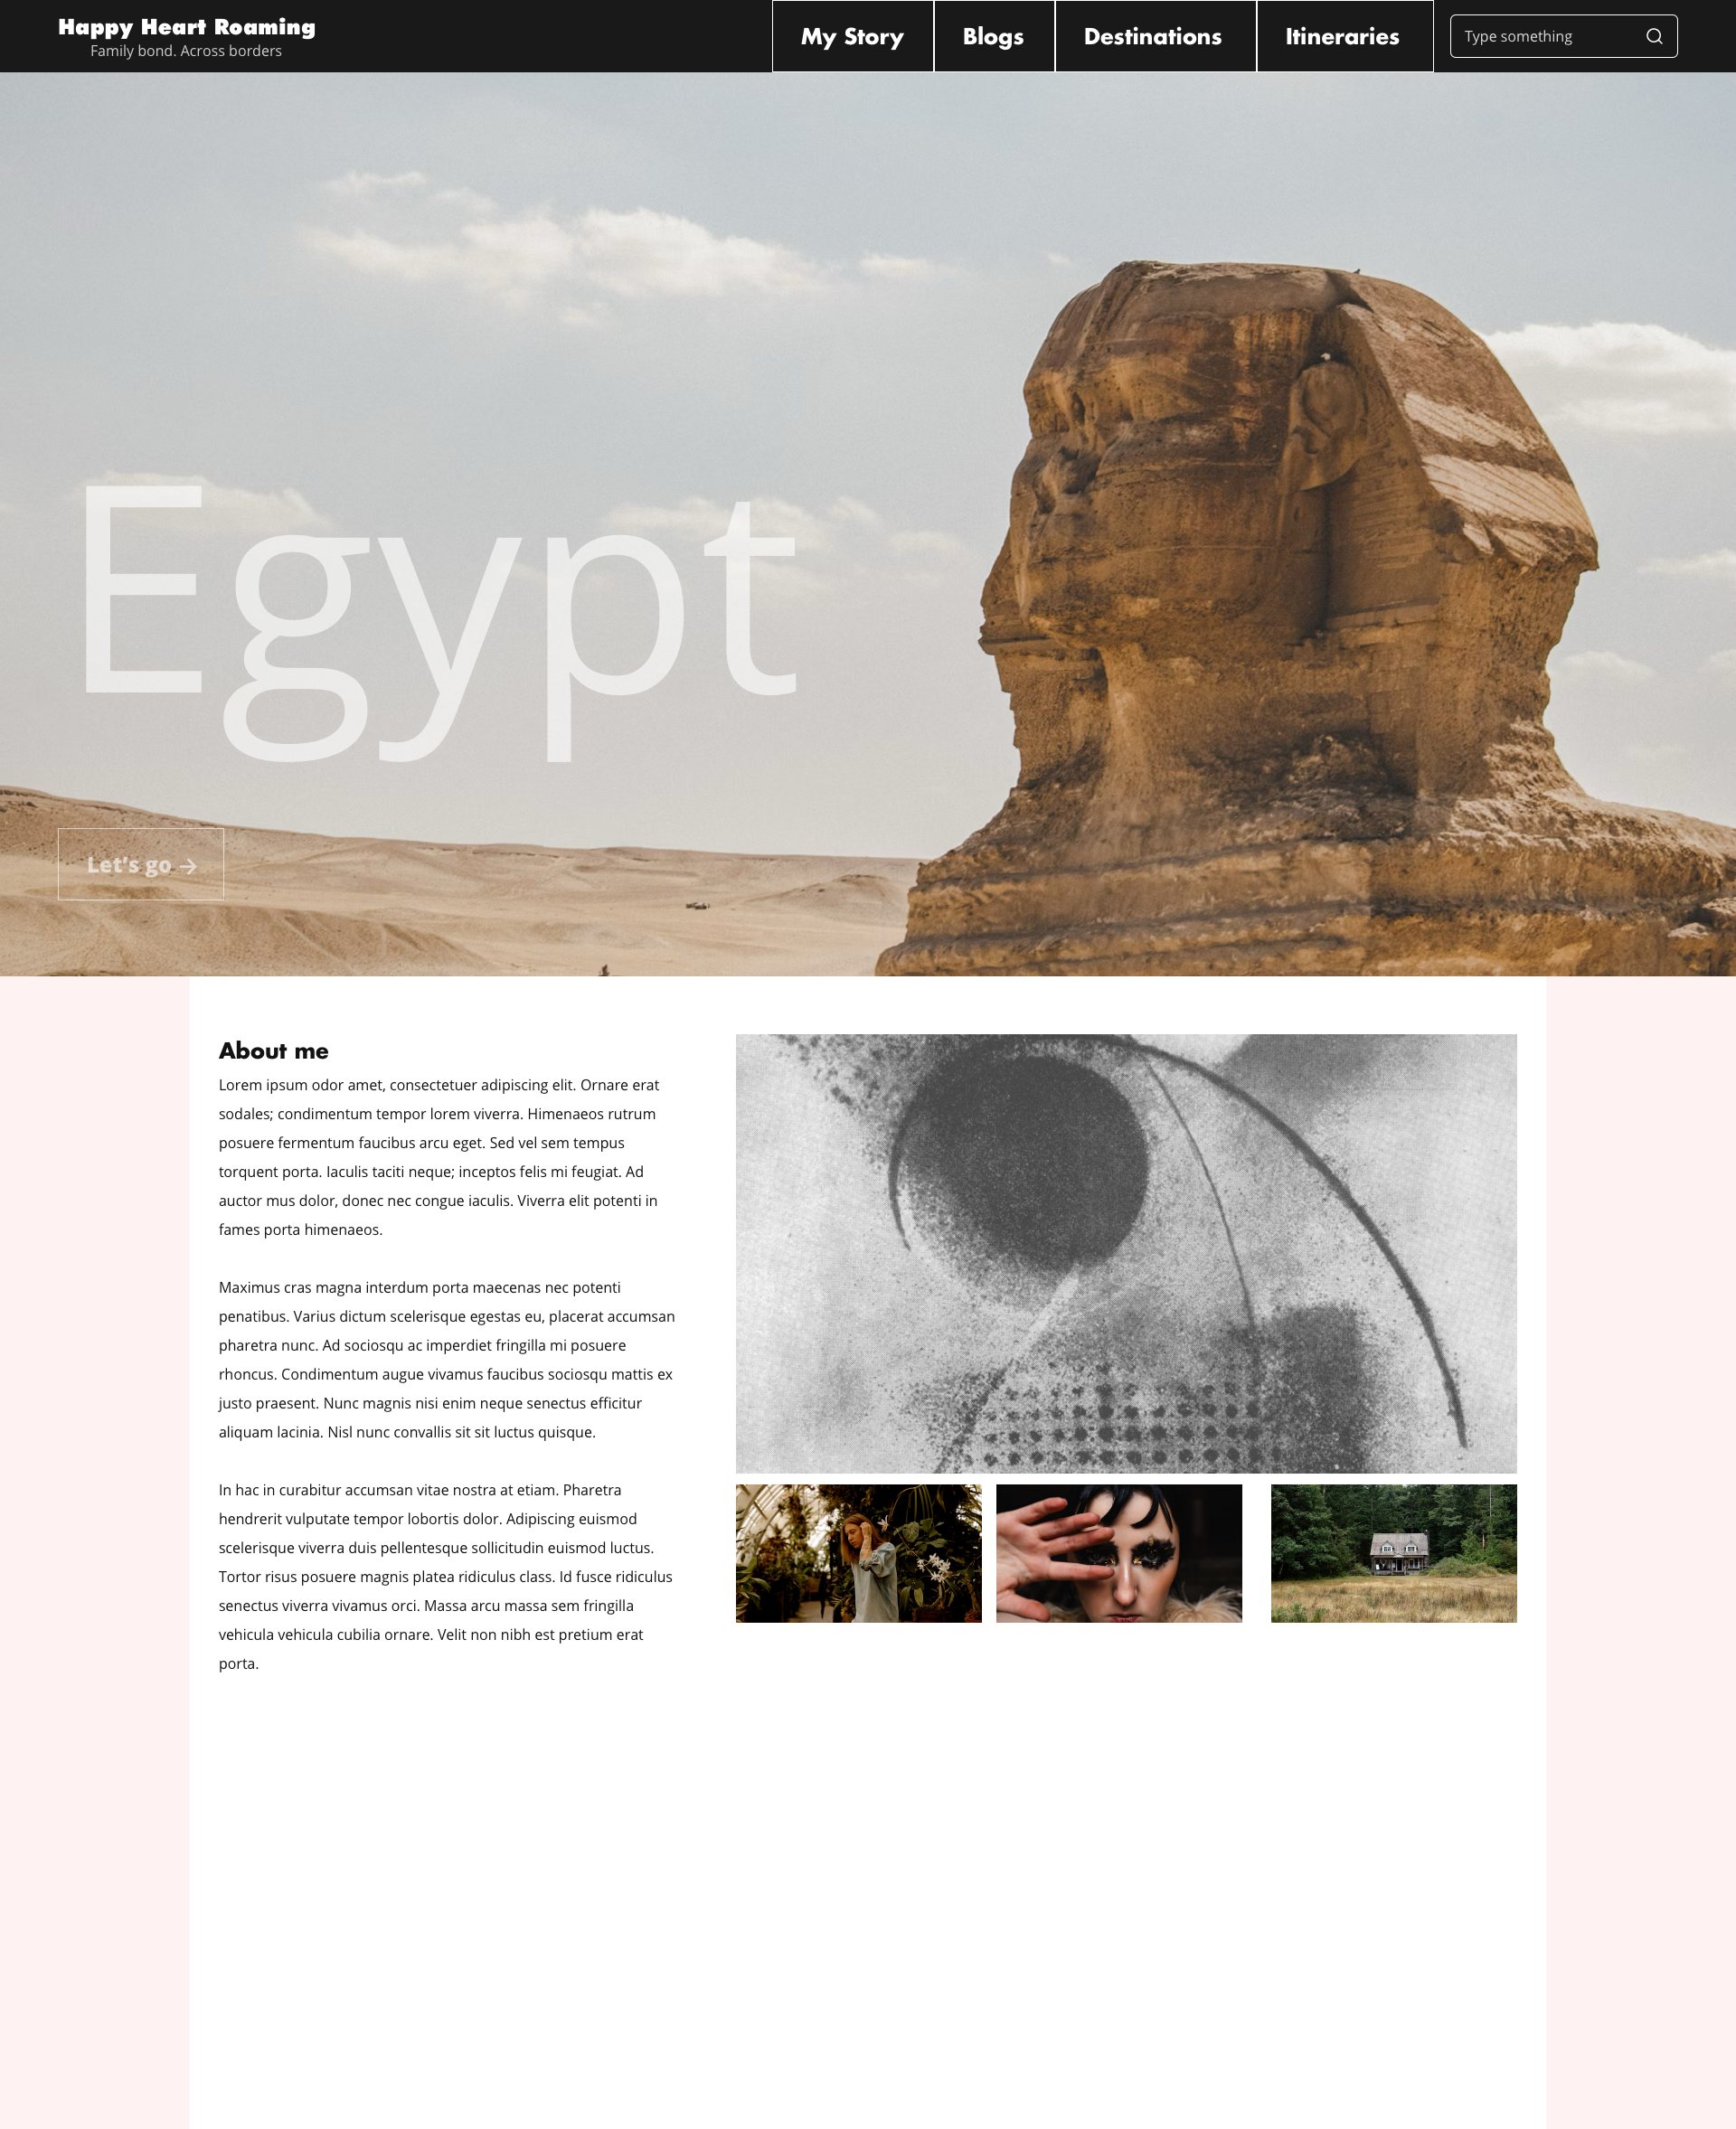 Happy Heart Roaming
Family bond. Across borders
My Story
Blogs
Destinations
Itineraries
Type something
Egypt
Let's go →
About me
Lorem ipsum odor amet, consectetuer adipiscing elit. Ornare erat
sodales; condimentum tempor lorem viverra. Himenaeos rutrum
posuere fermentum faucibus arcu eget. Sed vel sem tempus
torquent porta. Iaculis taciti neque; inceptos felis mi feugiat. Ad
auctor mus dolor, donec nec congue iaculis. Viverra elit potenti in
fames porta himenaeos.
Maximus cras magna interdum porta maecenas nec potenti
penatibus. Varius dictum scelerisque egestas eu, placerat accumsan
pharetra nunc. Ad sociosqu ac imperdiet fringilla mi posuere
rhoncus. Condimentum augue vivamus faucibus sociosqu mattis ex
justo praesent. Nunc magnis nisi enim neque senectus efficitur
aliquam lacinia. Nisl nunc convallis sit sit luctus quisque.
In hac in curabitur accumsan vitae nostra at etiam. Pharetra
hendrerit vulputate tempor lobortis dolor. Adipiscing euismod
scelerisque viverra duis pellentesque sollicitudin euismod luctus.
Tortor risus posuere magnis platea ridiculus class. Id fusce ridiculus
senectus viverra vivamus orci. Massa arcu massa sem fringilla
vehicula vehicula cubilia ornare. Velit non nibh est pretium erat
porta.